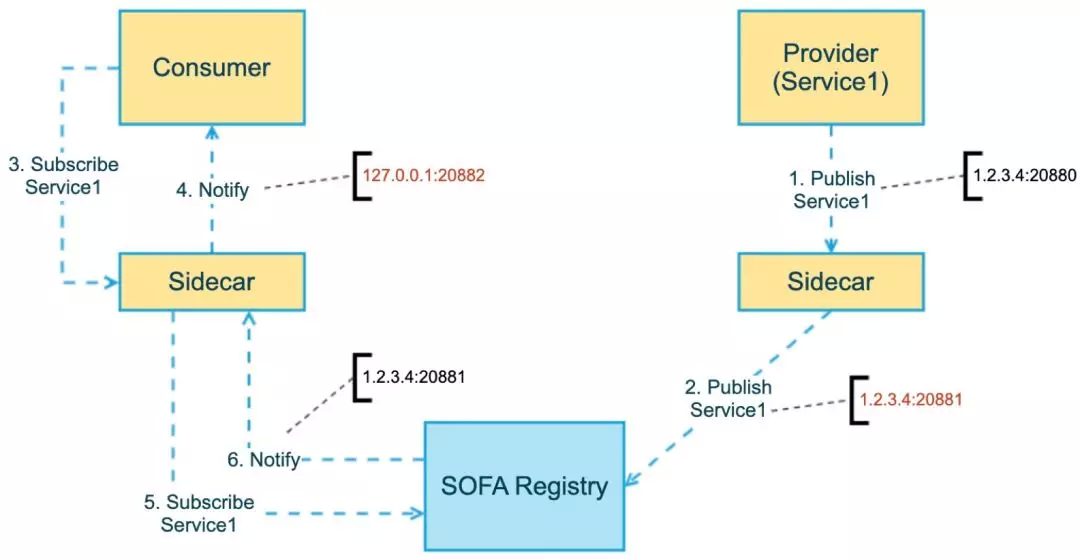 Consumer
Provider
(Service1)
3. Subscribe
Service1
4. Notify
127.0.0.1:20882
1. Publish
Service1
1.2.3.4:20880
Sidecar
Sidecar
1.2.3.4:20881
2. Publish
Service1
1.2.3.4:20881
6. Notify
SOFA Registry
5. Subscribe
Service1